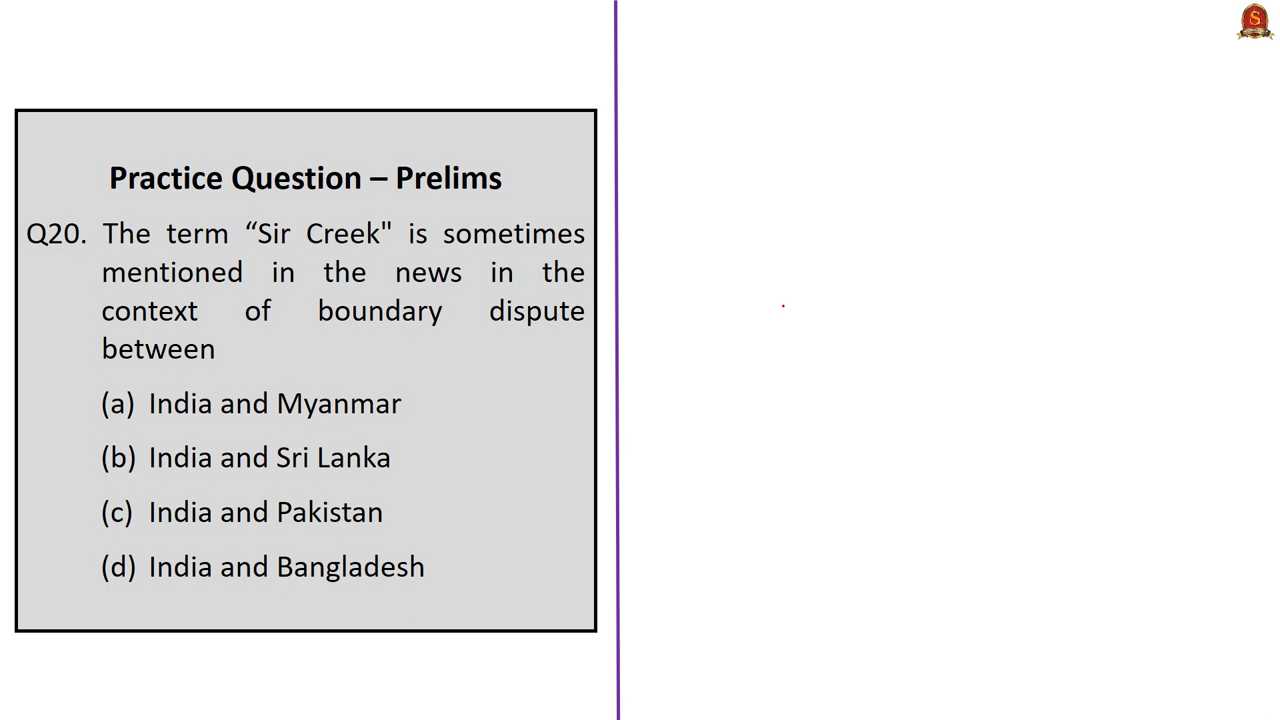 Practice Question – Prelims
Q20. The term “Sir Creek" is sometimes
mentioned in the news in the
context of boundary dispute
between
(a) India and Myanmar
(b) India and Sri Lanka
(c) India and Pakistan
(d) India and Bangladesh
S